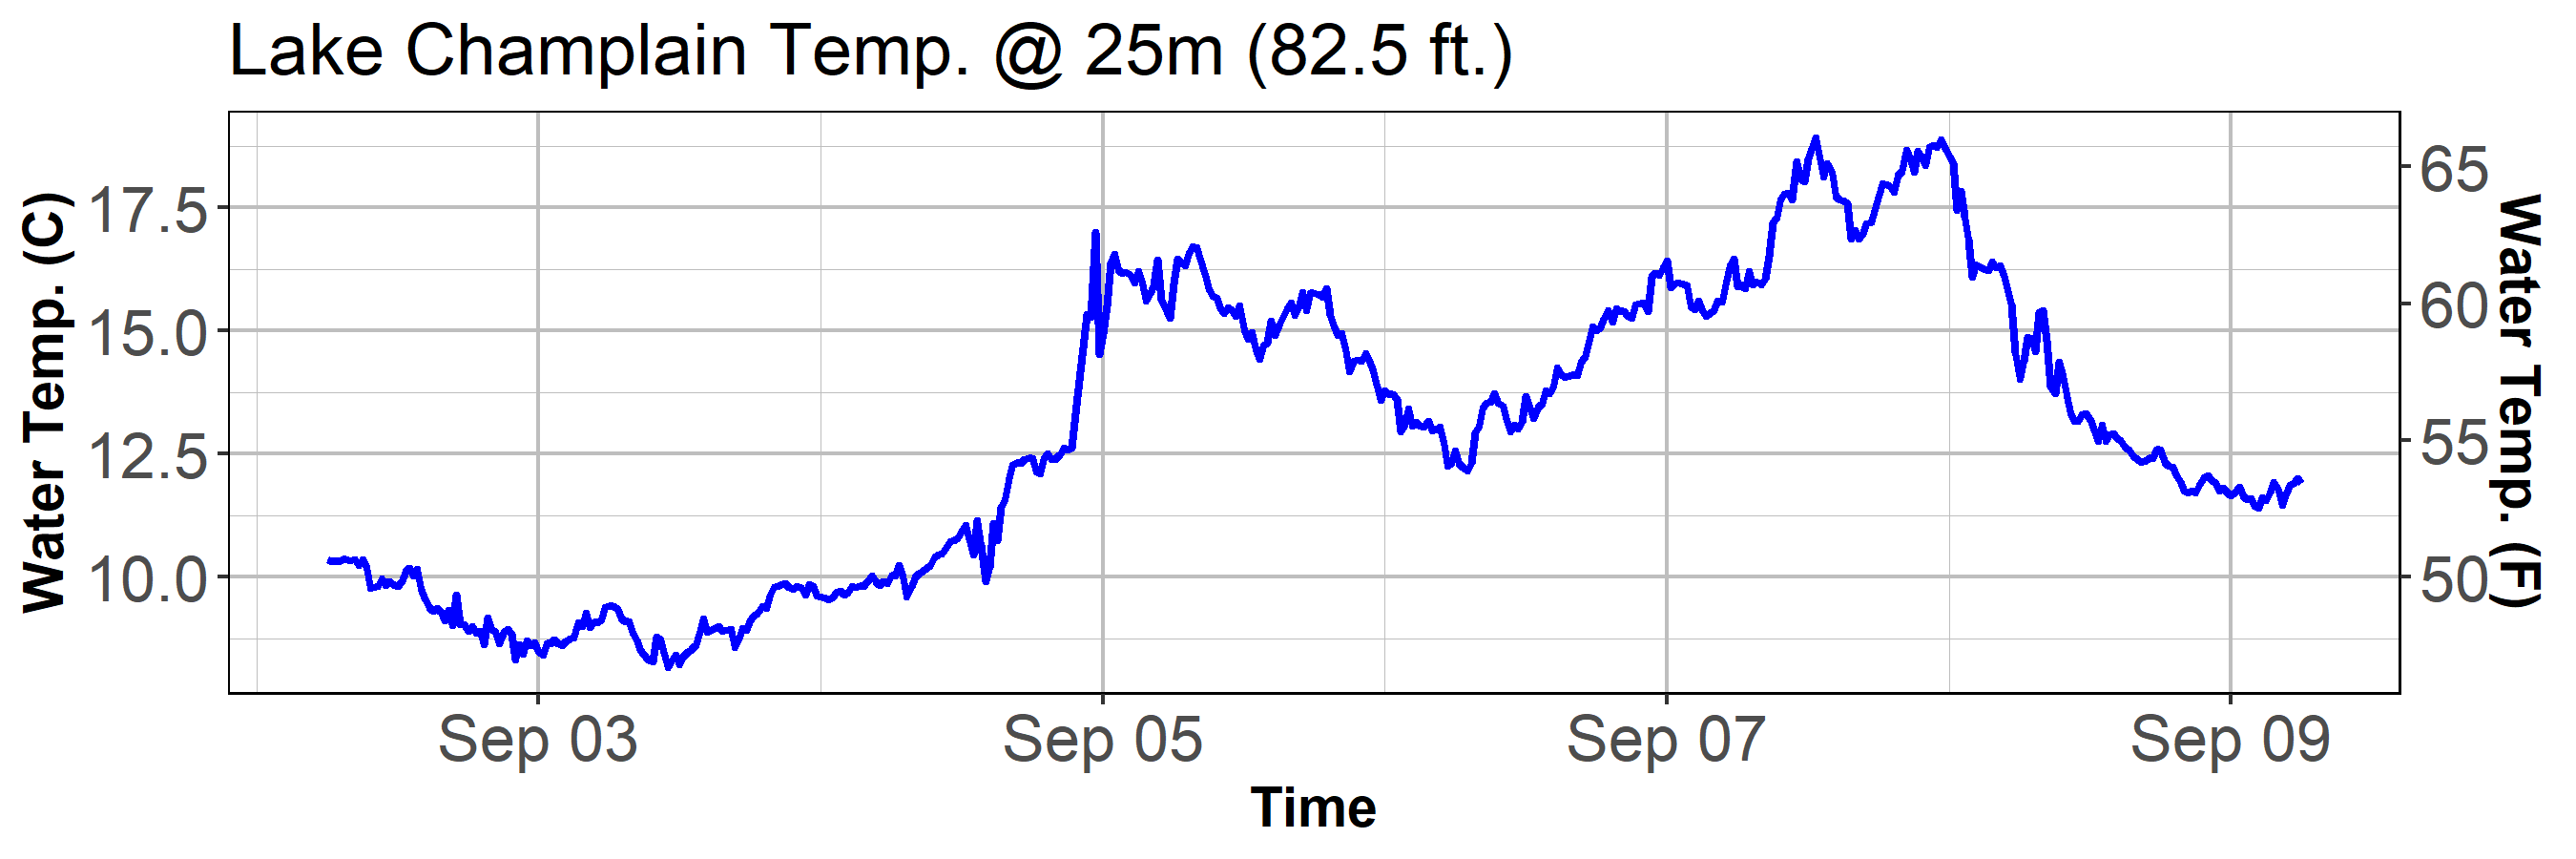 Lake Champlain Temp. @ 25m (82.5 ft.)
Water Temp. (C)
17.5
15.0
12.5
10.0
65
60
55
50
Water Temp. (F)
Sep 03 Sep 05 Sep 07 Sep 09
Time